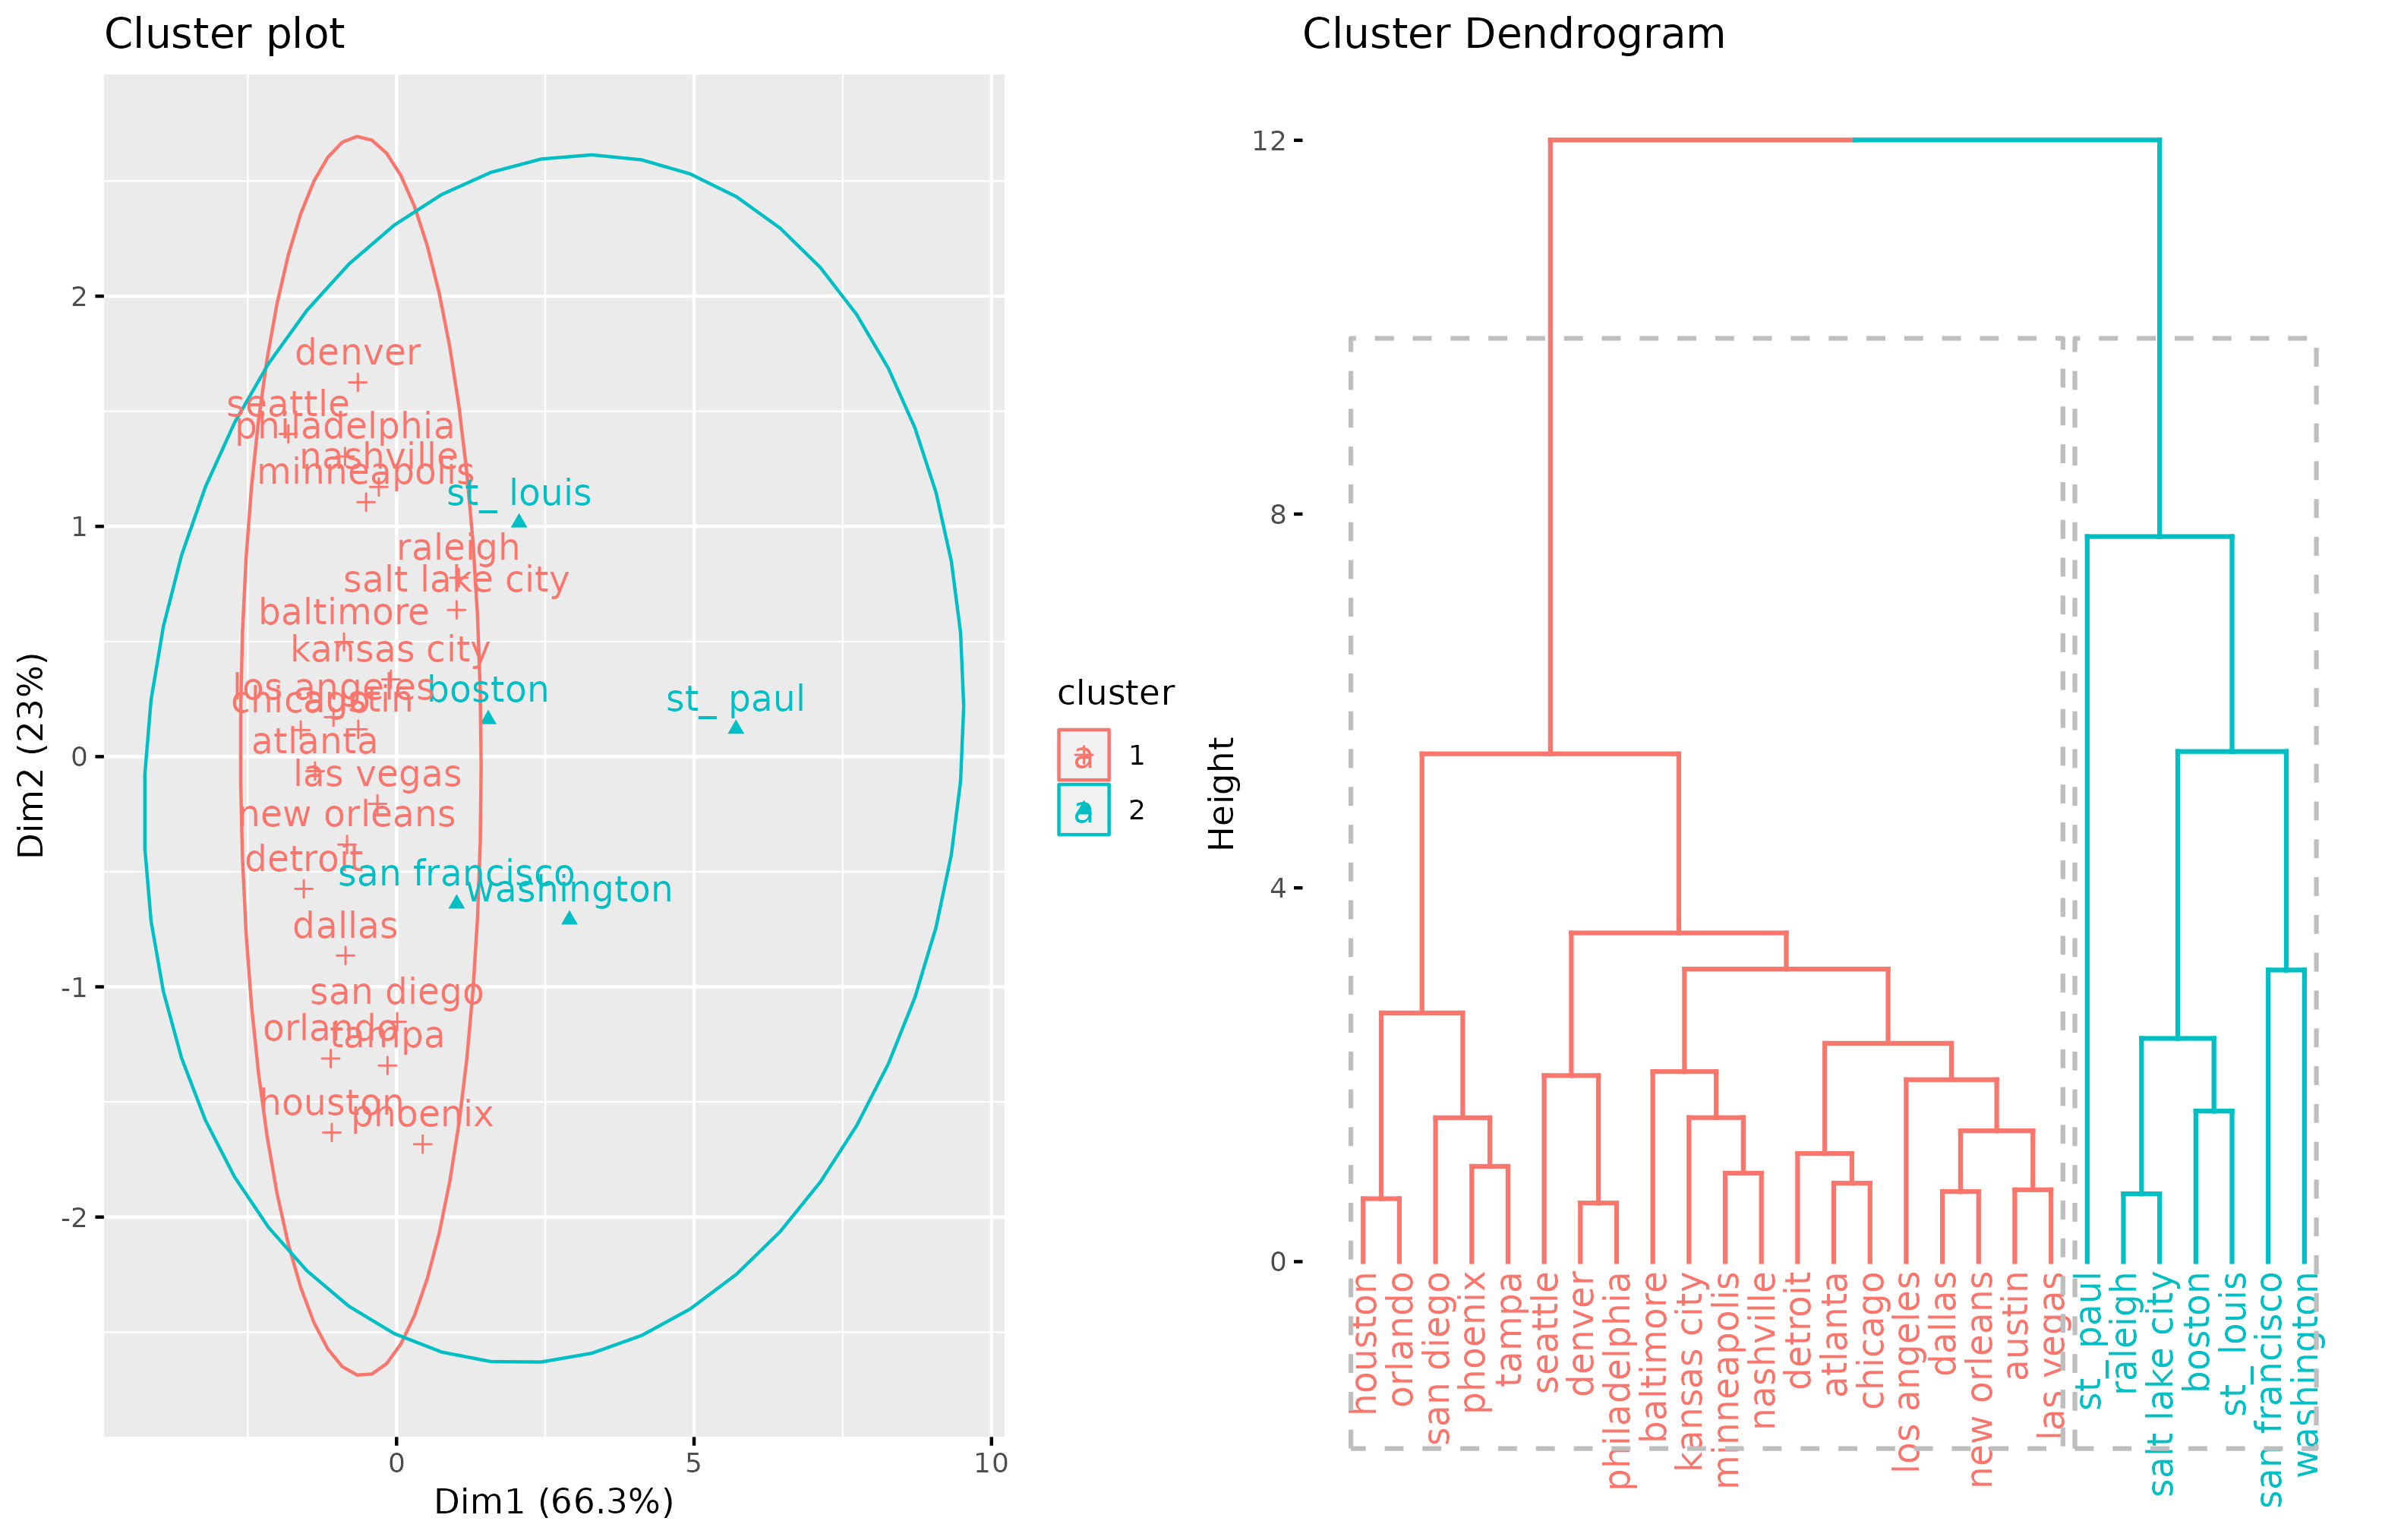 Cluster plot
denver
seattle
philadelphia
nashville
minneapolis
st_ louis
raleigh
salt lake city
baltimore
kansas city
los angeles
boston
st_ paul
chicago
austin
atlanta
las vegas
new orleans
detroit
san francisco
washington
dallas
san diego
orlando
tampa
houston
phoenix
2
1
0
-1
-2
Dim2 (23%)
0
5
10
Dim1 (66.3%)
cluster
a 1
a 2
Cluster Dendrogram
12
8
4
0
Height
houston
orlando
san diego
phoenix
tampa
seattle
denver
philadelphia
baltimore
kansas city
minneapolis
nashville
detroit
atlanta
chicago
los angeles
dallas
new orleans
austin
las vegas
st_ paul
raleigh
salt lake city
boston
st_ louis
san francisco
washington